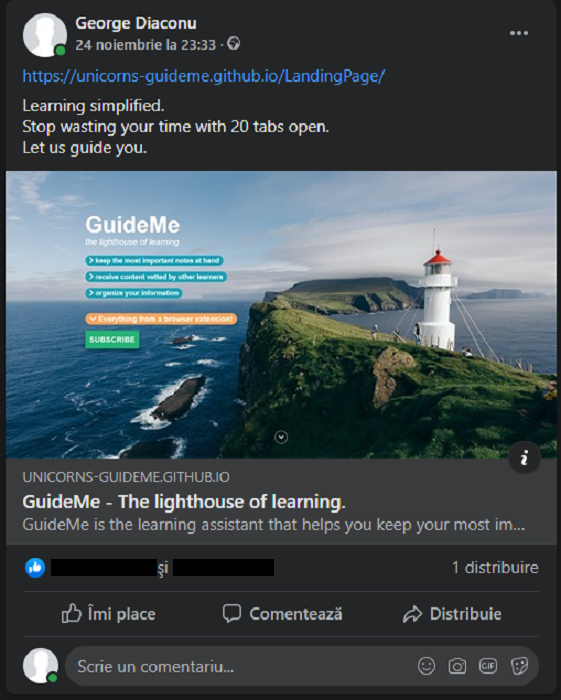 George Diaconu
24 noiembrie la 23:33 ·
https://unicorns-guideme.github.io/LandingPage/
Learning simplified.
Stop wasting your time with 20 tabs open.
Let us guide you.
GuideMe
the lighthouse of learning
keep the most important notes at hand
receive content vetted by other learners
organize your information
Everything from a browser extension!
SUBSCRIBE
UNICORNS-GUIDEME.GITHUB.IO
GuideMe - The lighthouse of learning.
GuideMe is the learning assistant that helps you keep your most im...
și
1 distribuire
Îmi place
Comentează
Distribuie
Scrie un comentariu...
GIF